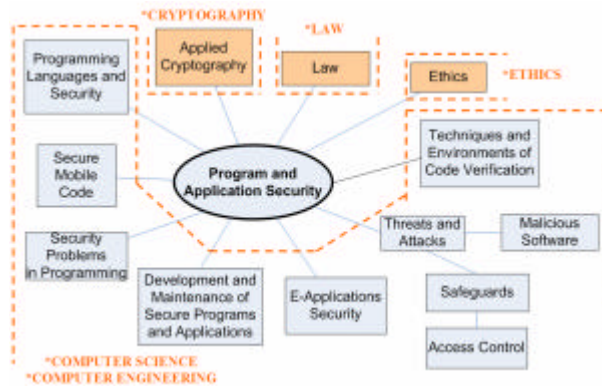 *CRYPTOGRAPHY
*LAW
Programming
Languages and
Security
Applied
Cryptography
Law
Ethics
*ETHICS
Techniques and
Environments of
Code Verification
Secure
Mobile
Code
Program and
Application Security
Threats and
Attacks
Malicious
Software
Security
Problems
in Programming
Development and
Maintenance of
Secure Programs
and Applications
E-Applications
Security
Safeguards
Access Control
*COMPUTER SCIENCE
*COMPUTER ENGINEERING